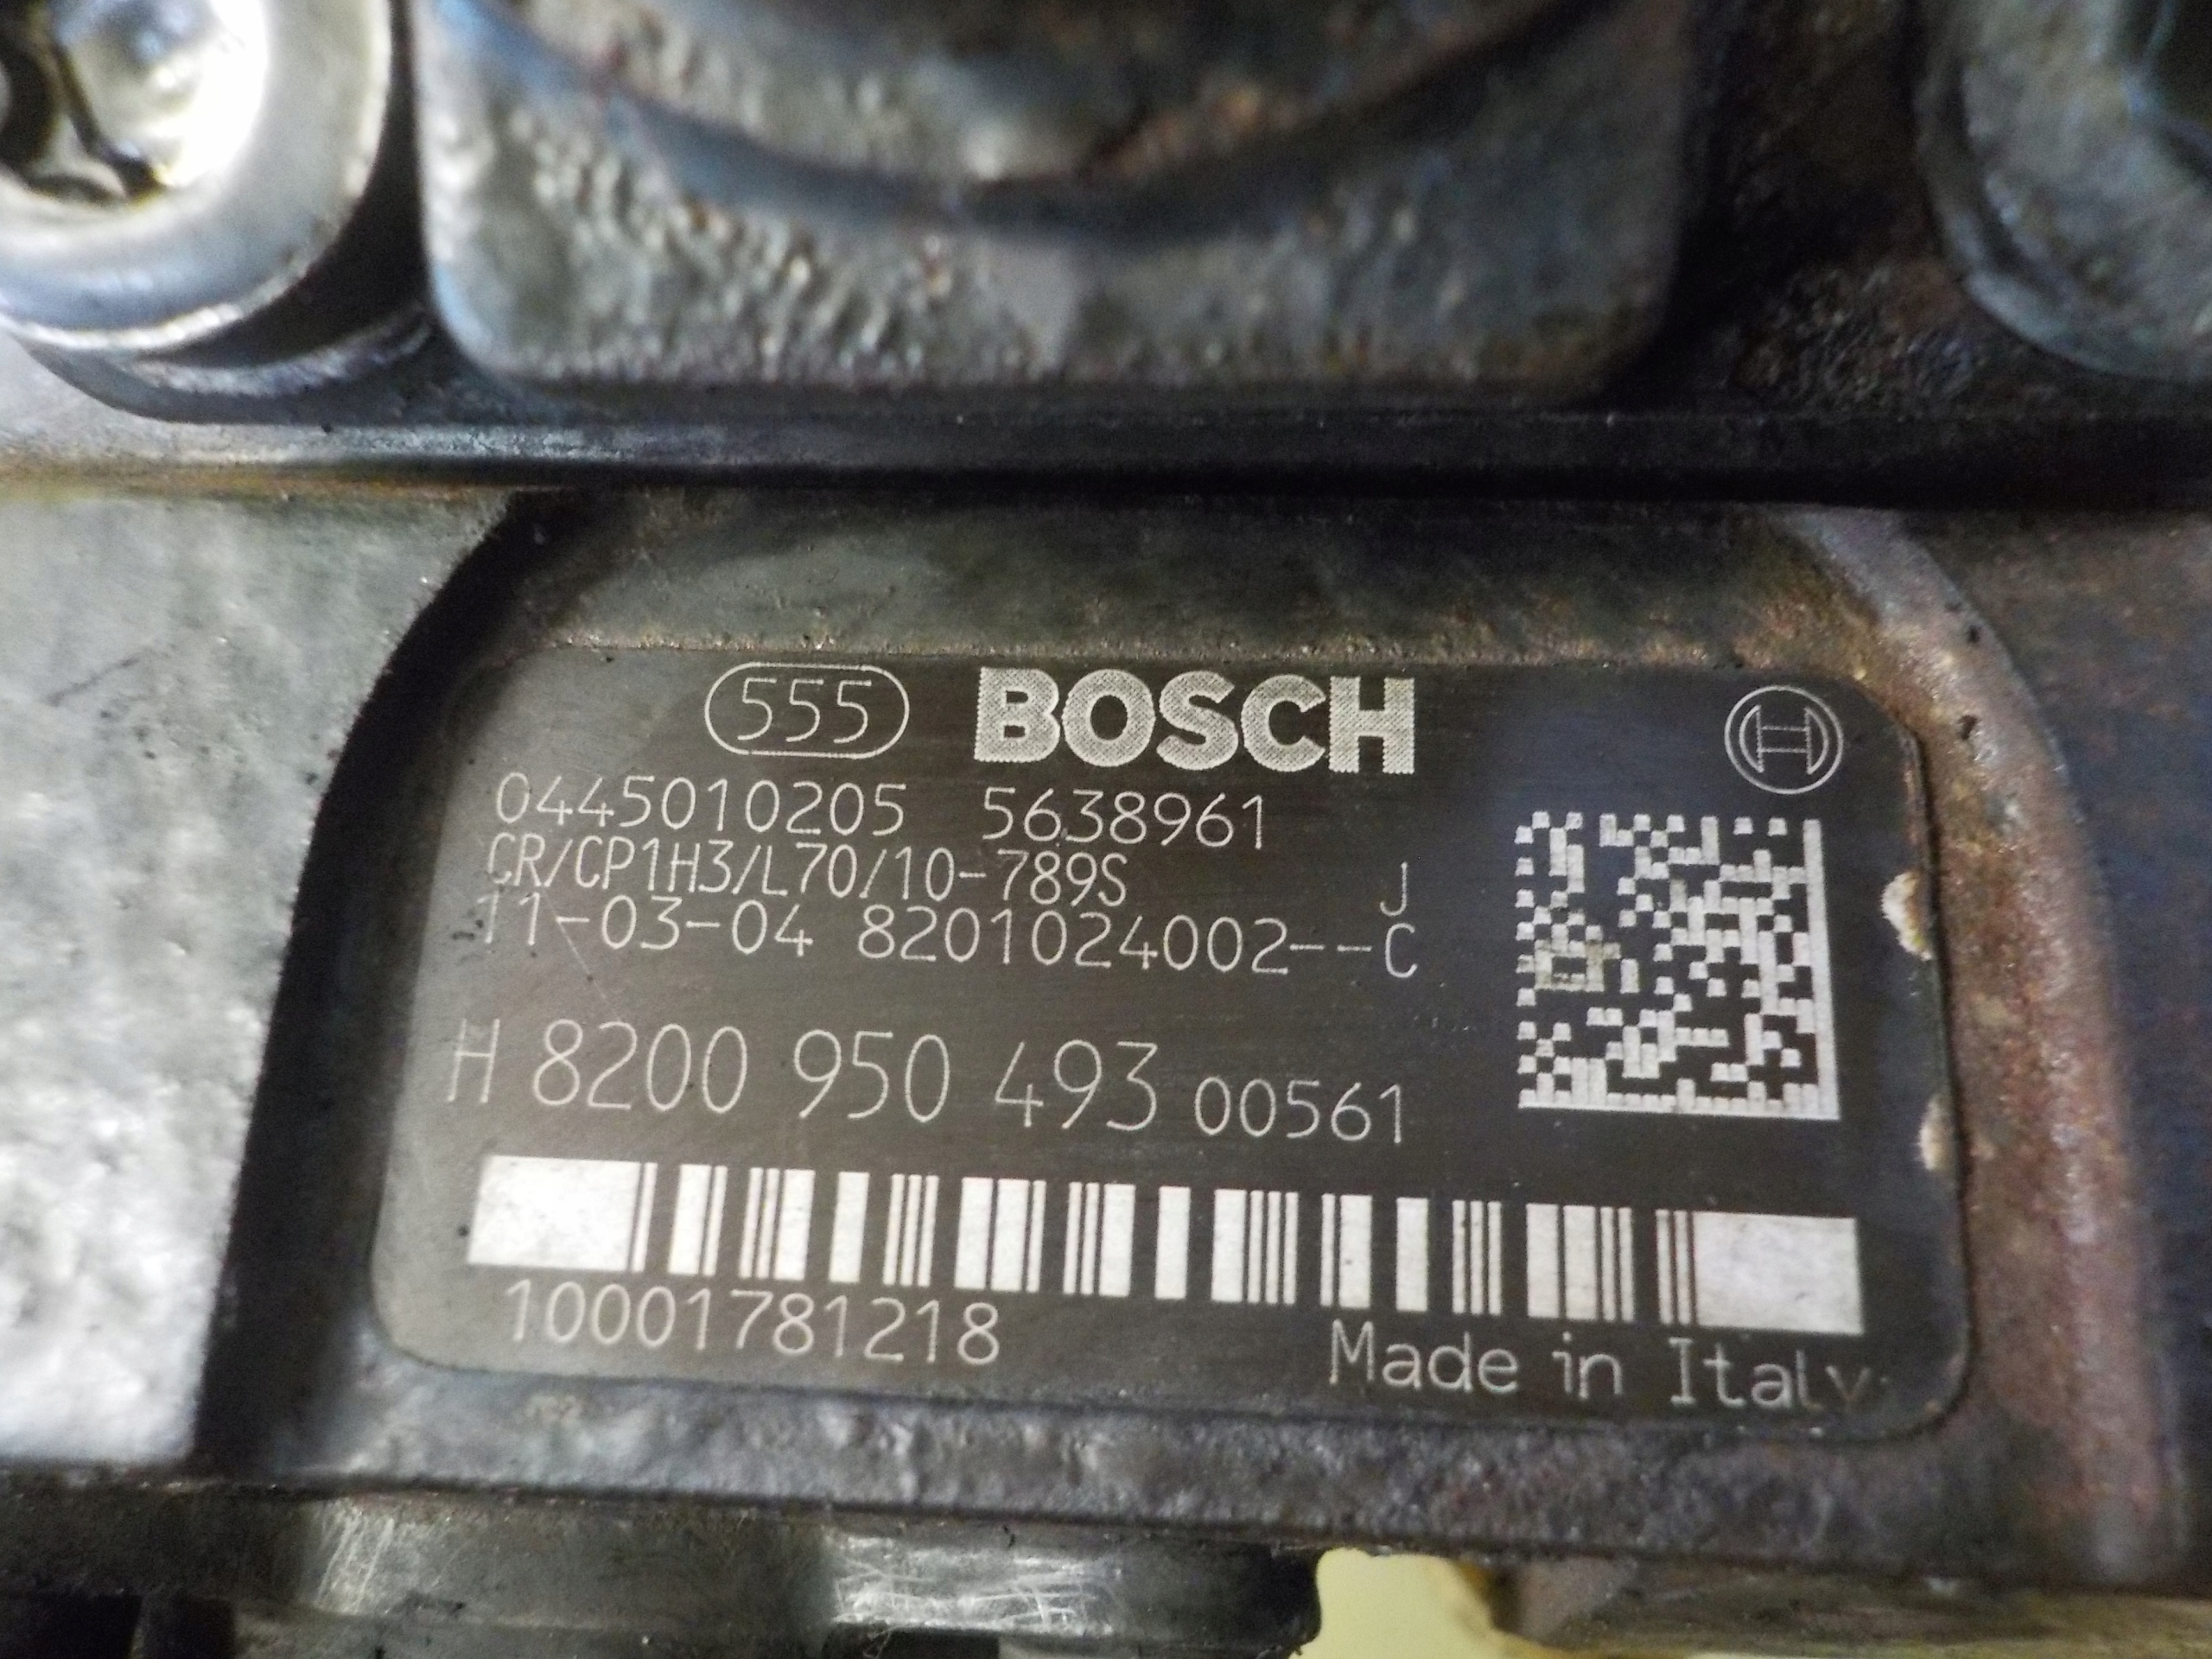 555 BOSCH
0445010205 5638961
CR/CP1H3/L70/10-789S J
11-03-04 8201024002--C
H 8200 950 493 00561
10001781218
Made in Italy